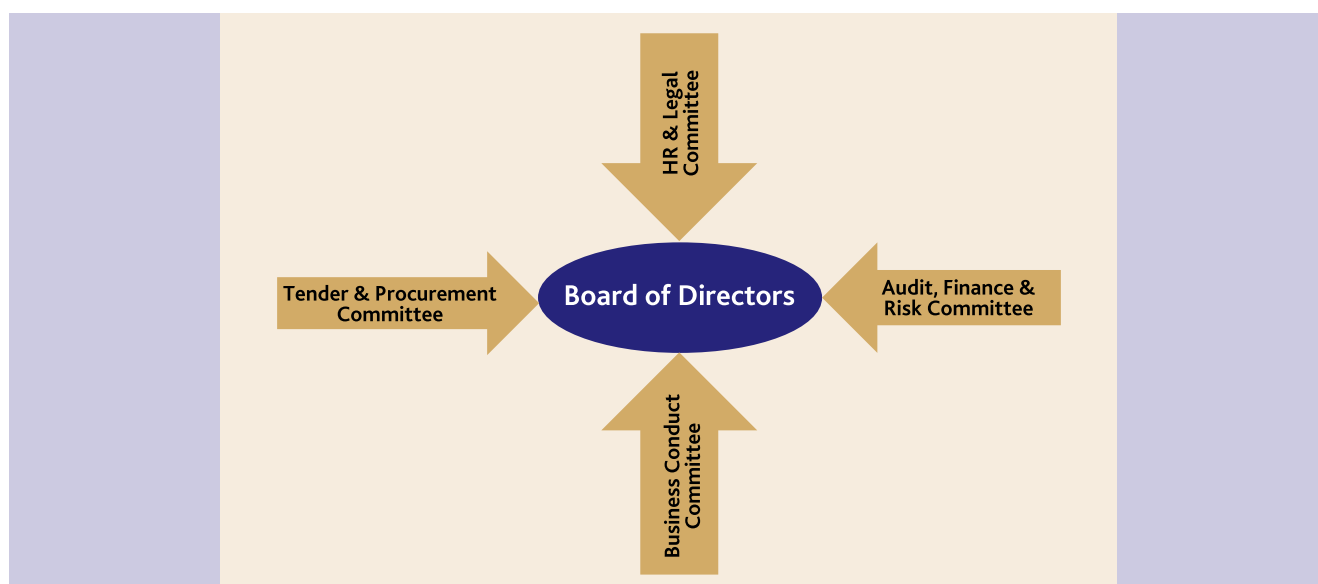 HR & Legal
Committee
Tender & Procurement
Committee
Board of Directors
Audit, Finance &
Risk Committee
Business Conduct
Committee